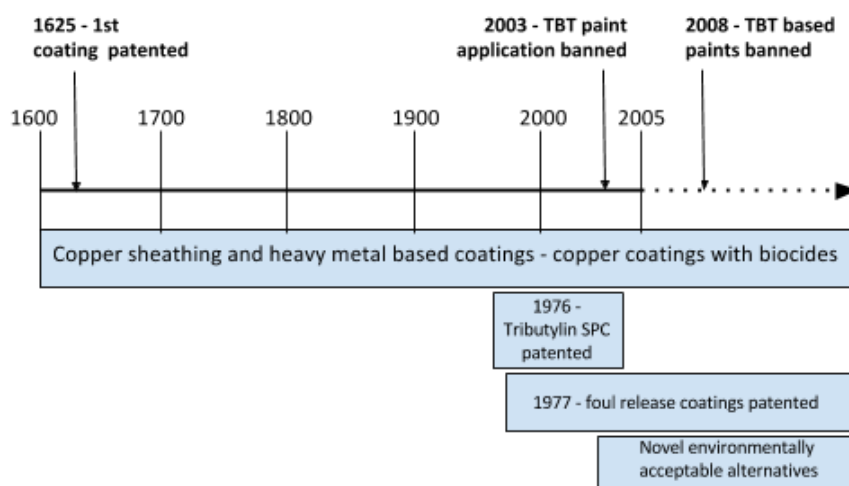 1625 - 1st
coating patented
2003 - TBT paint
application banned
2008 - TBT based
paints banned
1600
1700
1800
1900
2000
2005
Copper sheathing and heavy metal based coatings - copper coatings with biocides
1976 -
Tributylin SPC
patented
1977 - foul release coatings patented
Novel environmentally
acceptable alternatives